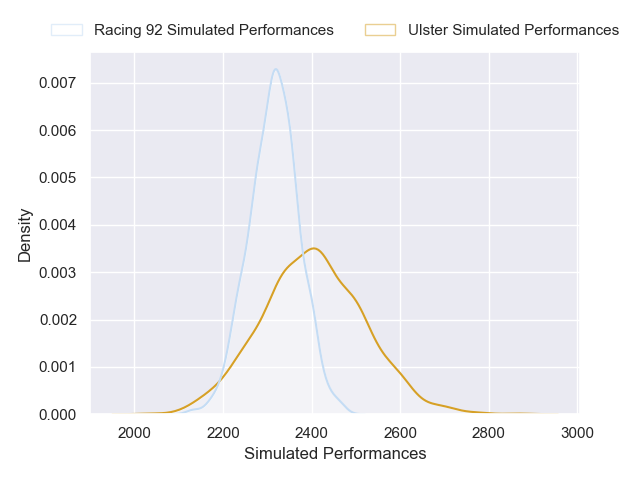 Racing 92 Simulated Performances Ulster Simulated Performances
0.007
0.006
0.005
0.004
0.003
0.002
0.001
0.000
Density
2000 2200 2400 2600 2800 3000
Simulated Performances